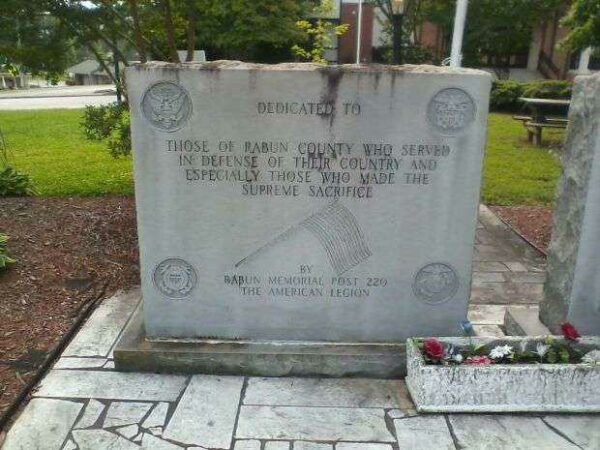 DEDICATED TO
THOSE OF RABUN COUNTY WHO SERVED
IN DEFENSE OF THEIR COUNTRY AND
ESPECIALLY THOSE WHO MADE THE
SUPREME SACRIFICE
BY
RABUN MEMORIAL POST 220
THE AMERICAN LEGION